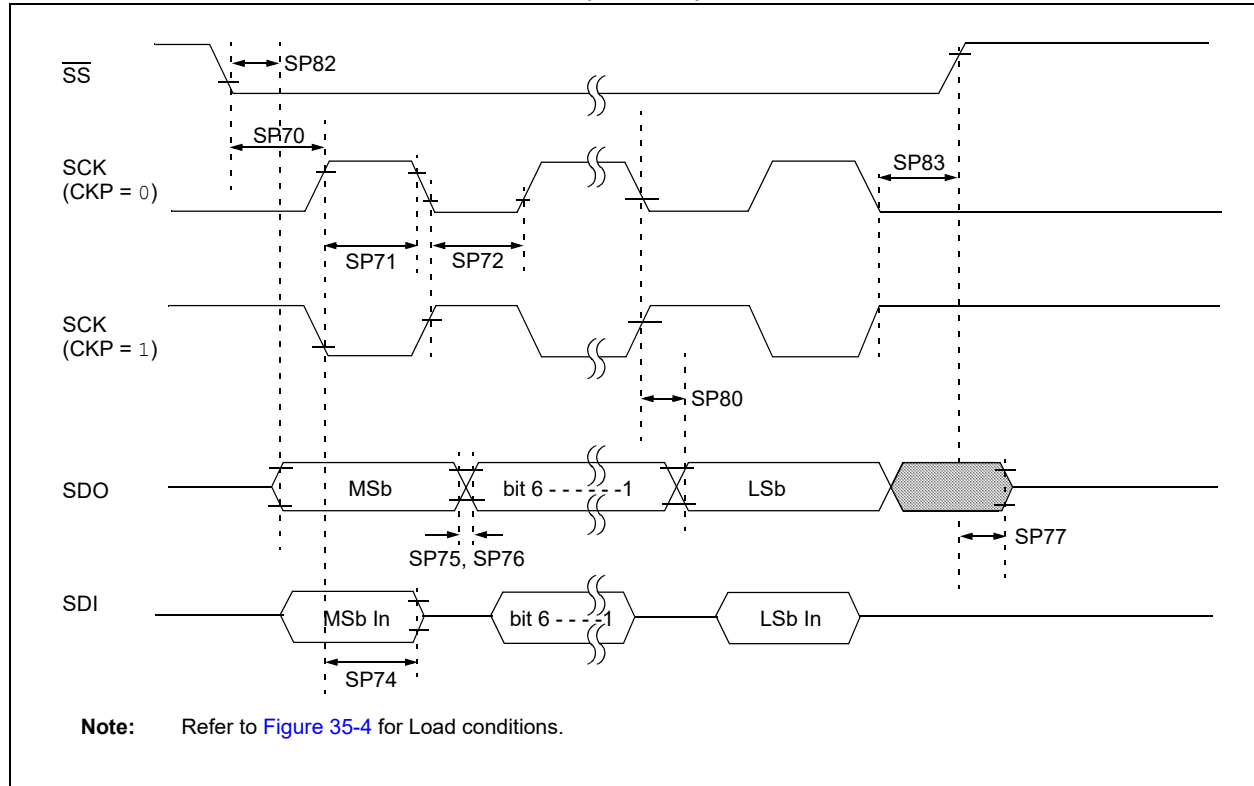 SS
SP82
SP70
SCK
(CKP = 0)
SP83
SP71
SP72
SCK
(CKP = 1)
SP80
SDO
MSb
bit 6 - - - - - -1
LSb
SP75, SP76
SP77
SDI
MSb In
bit 6 - - - -1
LSb In
SP74
Note: Refer to Figure 35-4 for Load conditions.